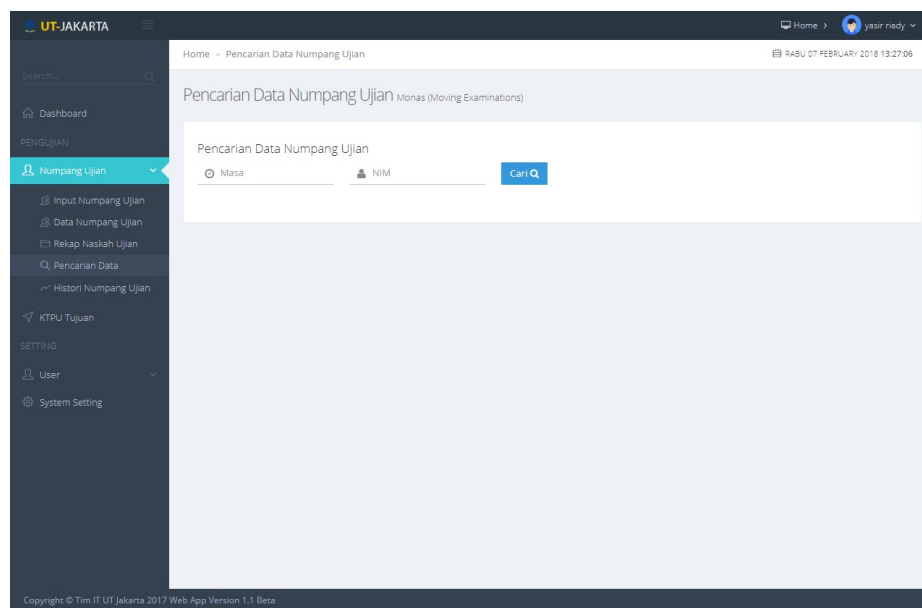 UT-JAKARTA
Home >
yasir riady
Home
Pencarian Data Numpang Ujian
RABU 07 FEBRUARY 2018 13:27:06
Search...
Dashboard
PENGUJIAN
Numpang Ujian
Input Numpang Ujian
Data Numpang Ujian
Rekap Naskah Ujian
Pencarian Data
Histori Numpang Ujian
KTPU Tujuan
SETTING
User
System Setting
Pencarian Data Numpang Ujian Monas (Moving Examinations)
Pencarian Data Numpang Ujian
Masa
NIM
Cari
Copyright © Tim IT UT Jakarta 2017 Web App Version 1.1 Beta